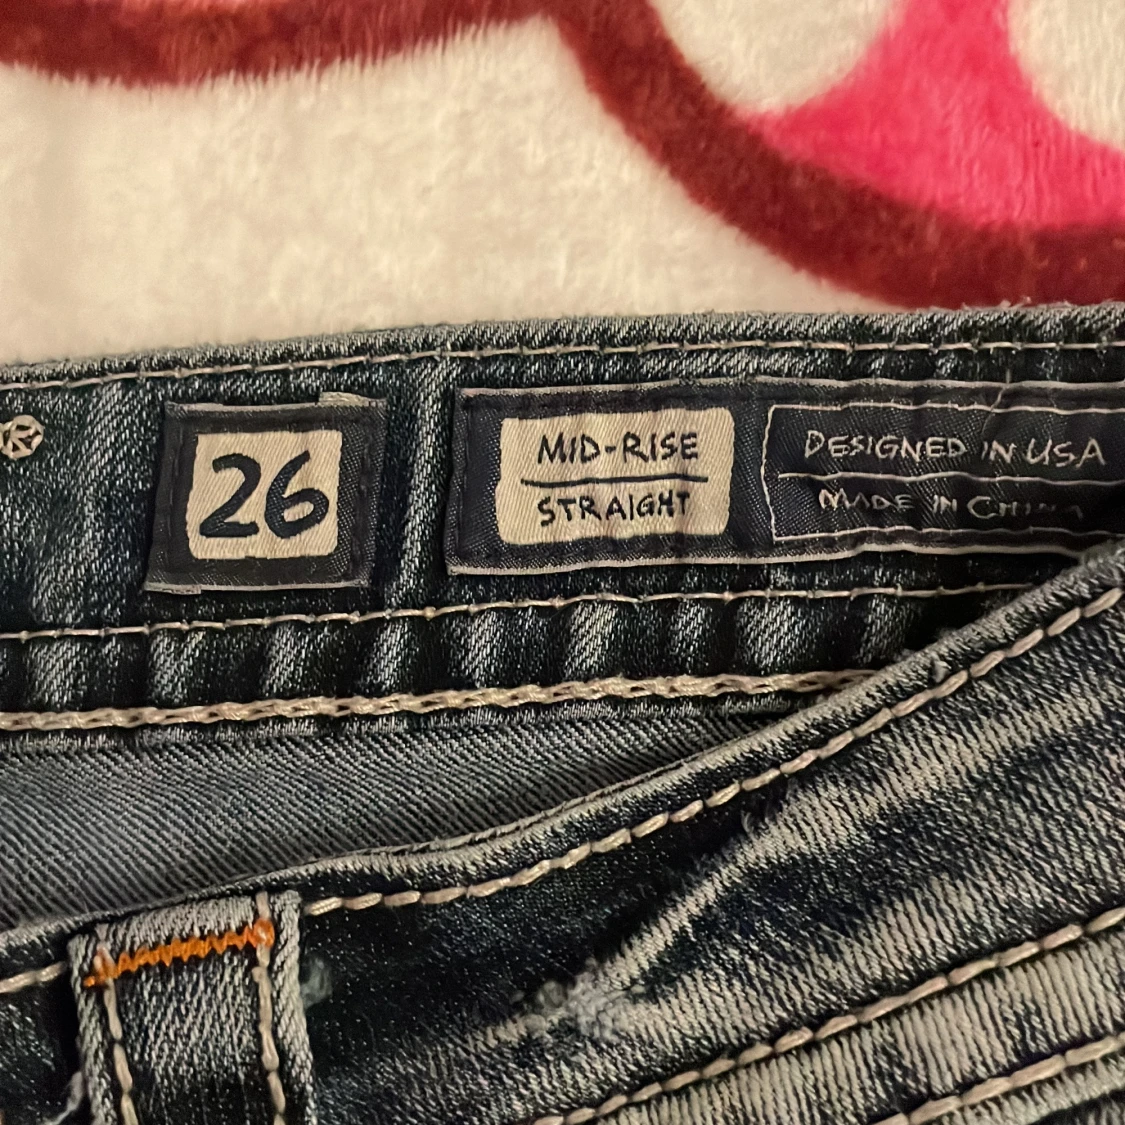 26
MID-RISE
STRAIGHT
DESIGNED IN USA
MADE IN CHINA